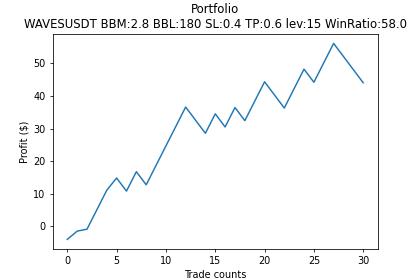 Portfolio
WAVESUSDT BBM:2.8 BBL:180 SL:0.4 TP:0.6 lev:15 WinRatio:58.0
Profit ($)
50
40
30
20
10
0
0 5 10 15 20 25 30
Trade counts